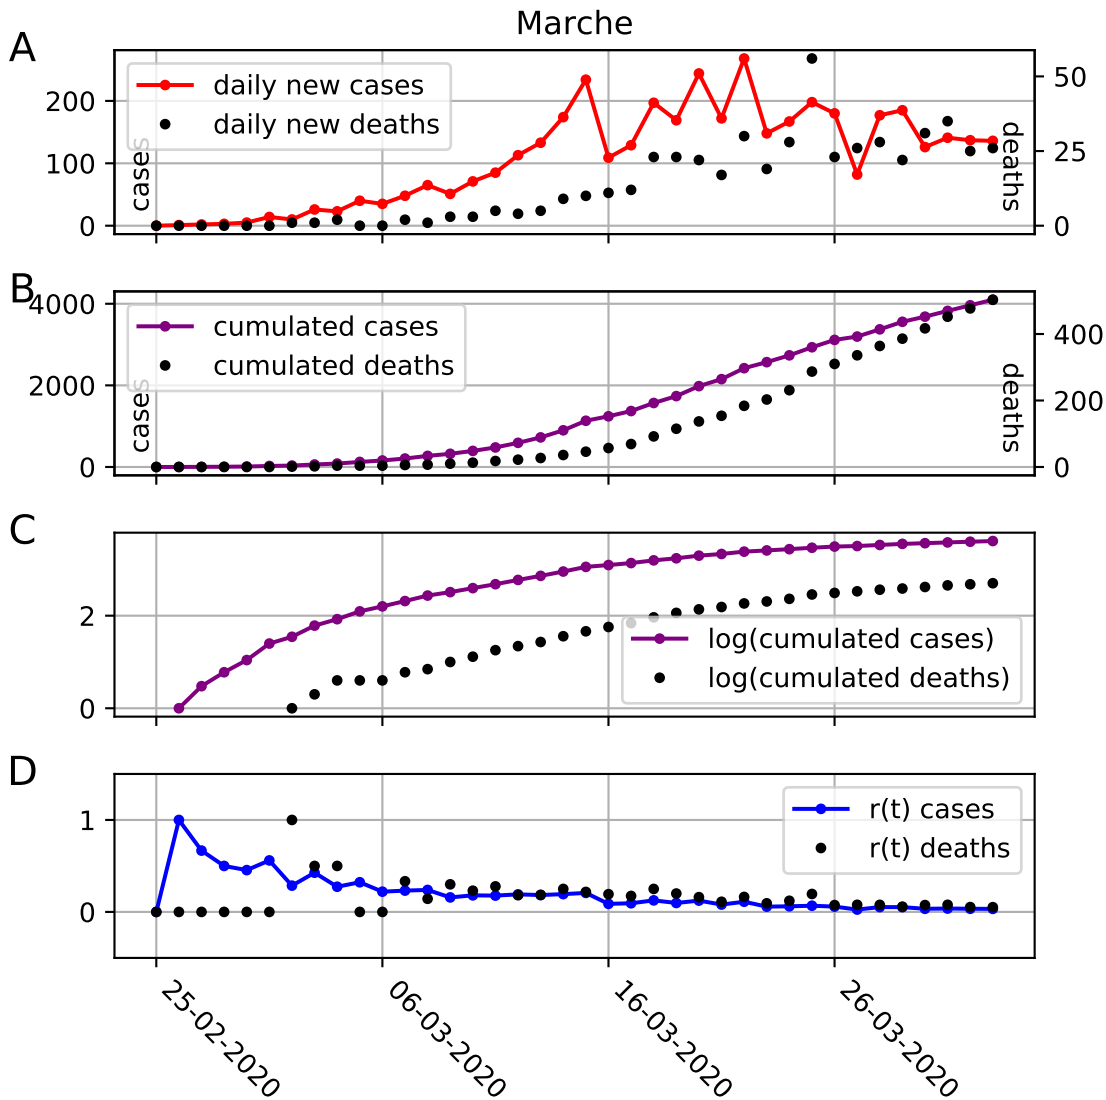 Marche
A
daily new cases
daily new deaths
200
100
0
cases
50
25
0
deaths
B
cumulated cases
cumulated deaths
4000
2000
0
cases
400
200
0
deaths
C
2
0
log(cumulated cases)
log(cumulated deaths)
D
1
0
r(t) cases
r(t) deaths
25-02-2020
06-03-2020
16-03-2020
26-03-2020